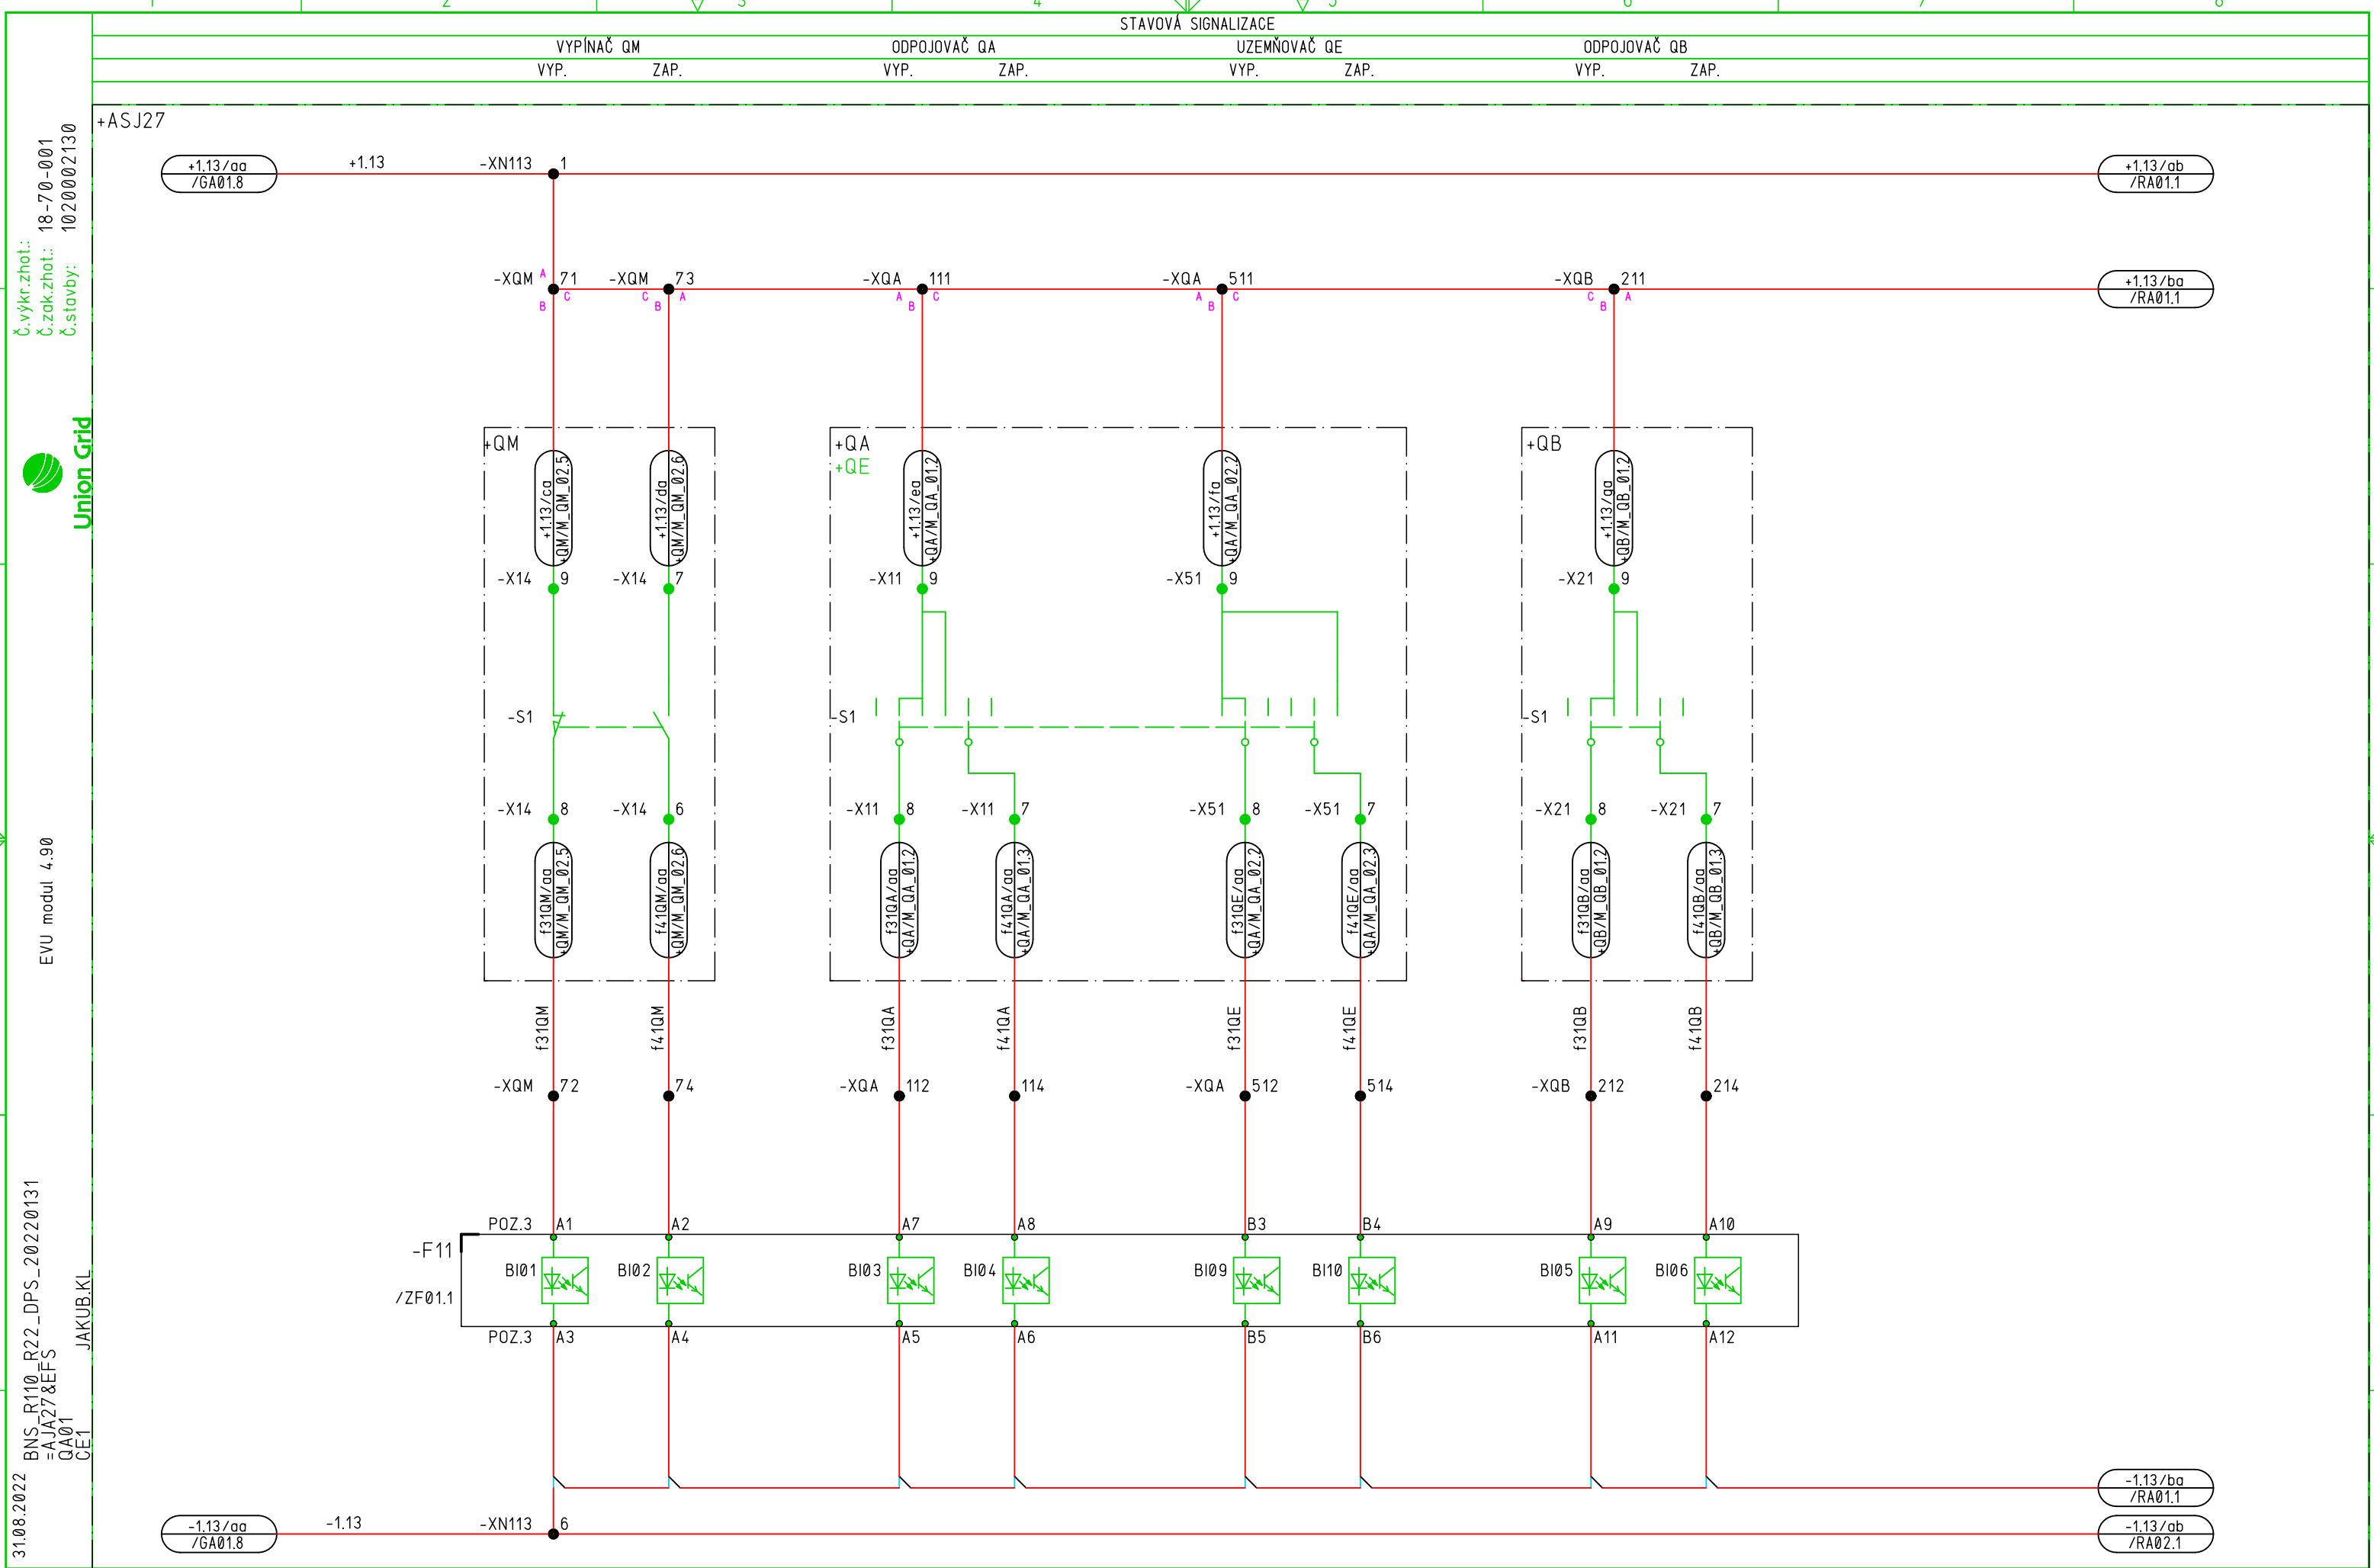 1 2 3 4 5 6 7 8
STAVOVÁ SIGNALIZACE
VYPÍNAČ QM ODPOJOVAČ QA UZEMŇOVAČ QE ODPOJOVAČ QB
VYP. ZAP. VYP. ZAP. VYP. ZAP. VYP. ZAP.
+ASJ27
+1.13/aa
/GA01.8
+1.13
-XN113 1
+1.13/ab
/RA01.1
-XQM A 71 -XQM 73 -XQA 111 -XQA 511 -XQB 211
B C C B A A B C A B C C B A
+1.13/ba
/RA01.1
+QM
+QA
+QE
+QB
+1.13/ca
+QM/M_QM_02.5
+1.13/da
+QM/M_QM_02.6
+1.13/ea
+QA/M_QA_01.2
+1.13/fa
+QA/M_QA_02.2
+1.13/ga
+QB/M_QB_01.2
-X14 9 -X14 7 -X11 9 -X51 9 -X21 9
-S1 -S1 -S1
-X14 8 -X14 6 -X11 8 -X11 7 -X51 8 -X51 7 -X21 8 -X21 7
f31QM/aa
+QM/M_QM_02.5
f41QM/aa
+QM/M_QM_02.6
f31QA/aa
+QA/M_QA_01.2
f41QA/aa
+QA/M_QA_01.3
f31QE/aa
+QA/M_QA_02.2
f41QE/aa
+QA/M_QA_02.3
f31QB/aa
+QB/M_QB_01.2
f41QB/aa
+QB/M_QB_01.3
f31QM f41QM f31QA f41QA f31QE f41QE f31QB f41QB
-XQM 72 74 -XQA 112 114 -XQA 512 514 -XQB 212 214
POZ.3 A1 A2 A7 A8 B3 B4 A9 A10
-F11
/ZF01.1
BI01 BI02 BI03 BI04 BI09 BI10 BI05 BI06
POZ.3 A3 A4 A5 A6 B5 B6 A11 A12
-1.13/ba
/RA01.1
-1.13/aa
/GA01.8
-1.13
-XN113 6
-1.13/ab
/RA02.1
Č.výkr.zhot.:
Č.zak.zhot.: 18-70-001
Č.stavby: 1020002130
Union Grid
EVU modul 4.90
31.08.2022
BNS_R110_R22_DPS_20220131
=AJA27&EFS
QA01
CE1
JAKUB.KL